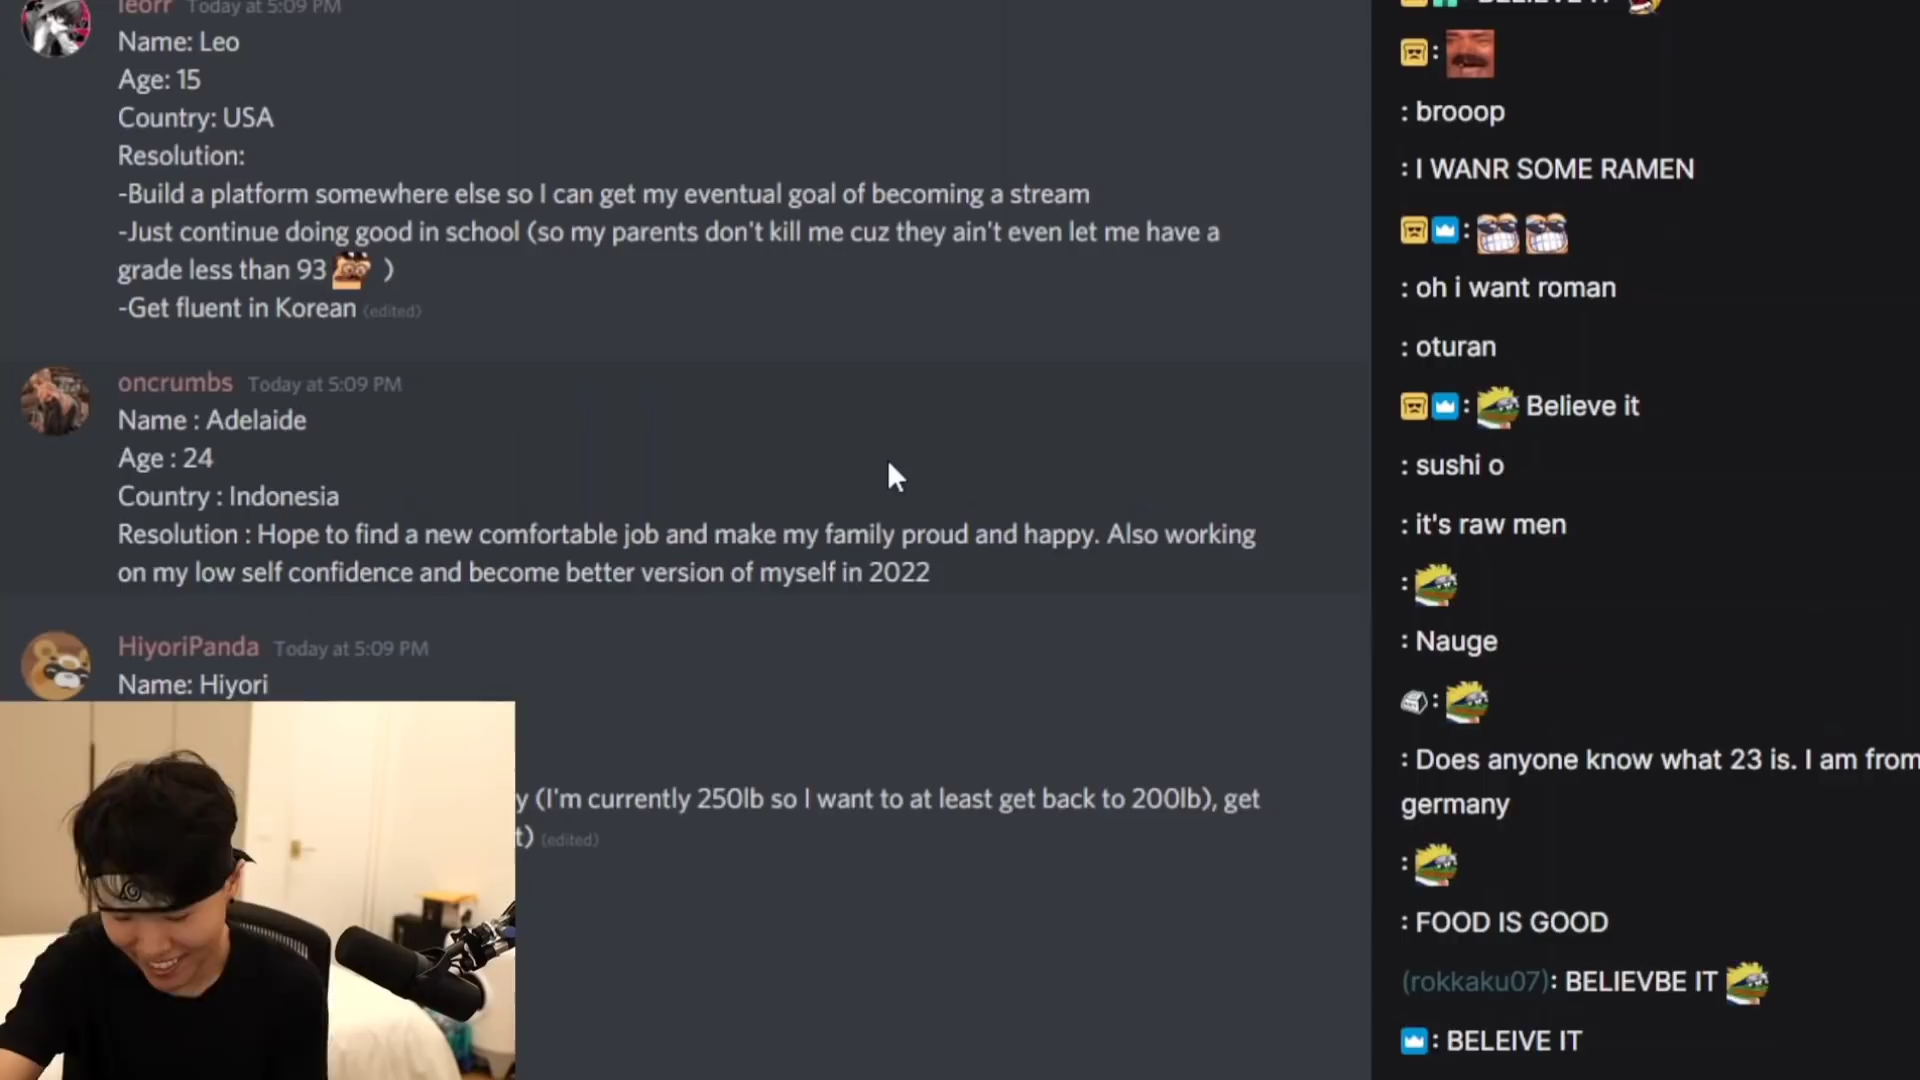 leorr Today at 5:09 PM
Name: Leo
Age: 15
Country: USA
Resolution:
-Build a platform somewhere else so I can get my eventual goal of becoming a stream
-Just continue doing good in school (so my parents don't kill me cuz they ain't even let me have a
grade less than 93 )
-Get fluent in Korean (edited)
oncrumbs Today at 5:09 PM
Name : Adelaide
Age : 24
Country : Indonesia
Resolution : Hope to find a new comfortable job and make my family proud and happy. Also working
on my low self confidence and become better version of myself in 2022
HiyoriPanda Today at 5:09 PM
Name: Hiyori
y (I'm currently 250lb so I want to at least get back to 200lb), get
t) (edited)
BELIEVE IT
:
: brooop
: I WANR SOME RAMEN
:
: oh i want roman
: oturan
: Believe it
: sushi o
: it's raw men
:
: Nauge
:
: Does anyone know what 23 is. I am from
germany
:
: FOOD IS GOOD
(rokkaku07): BELIEVBE IT
: BELEIVE IT